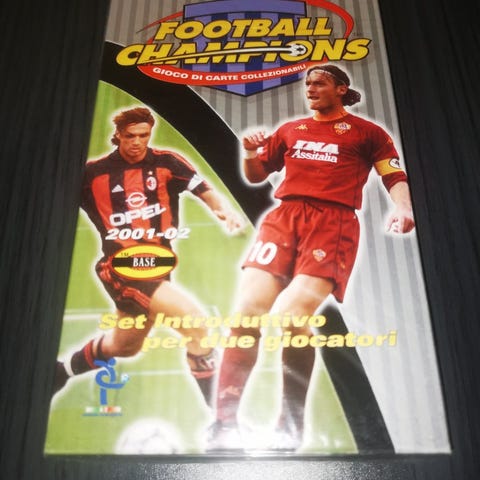 FOOTBALL
CHAMPIONS
GIOCO DI CARTE COLLEZIONABILI
INA
Assitalia
OPEL
2001-02
BASE
10
Set Introduttivo
per due giocatori